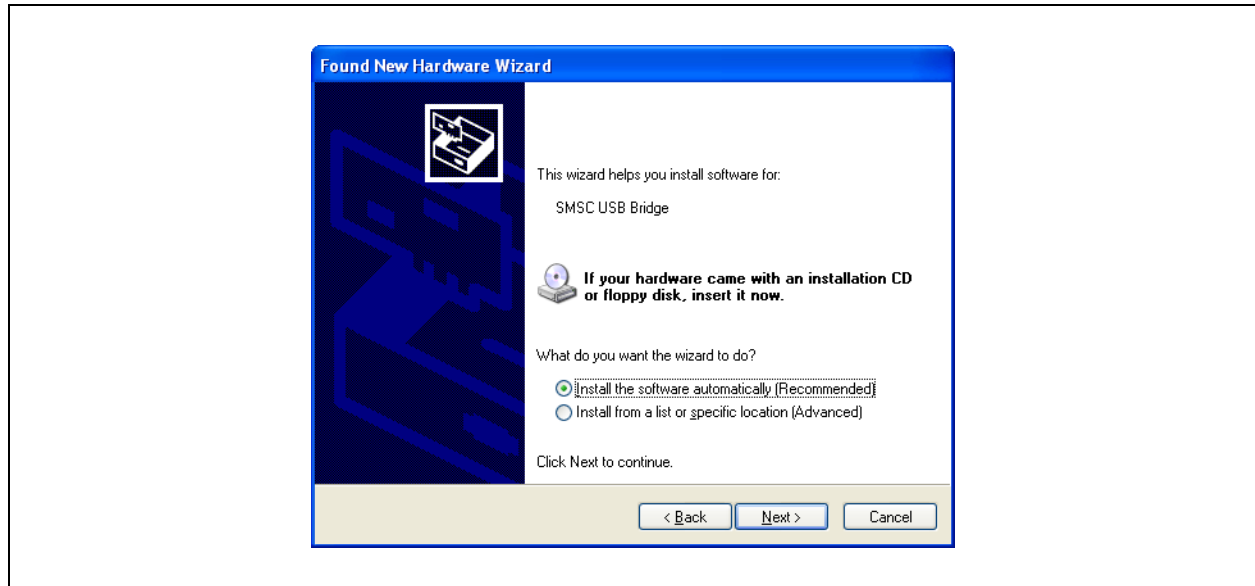 Found New Hardware Wizard
This wizard helps you install software for:
SMSC USB Bridge
If your hardware came with an installation CD
or floppy disk, insert it now.
What do you want the wizard to do?
Install the software automatically (Recommended)
Install from a list or specific location (Advanced)
Click Next to continue.
< Back Next > Cancel